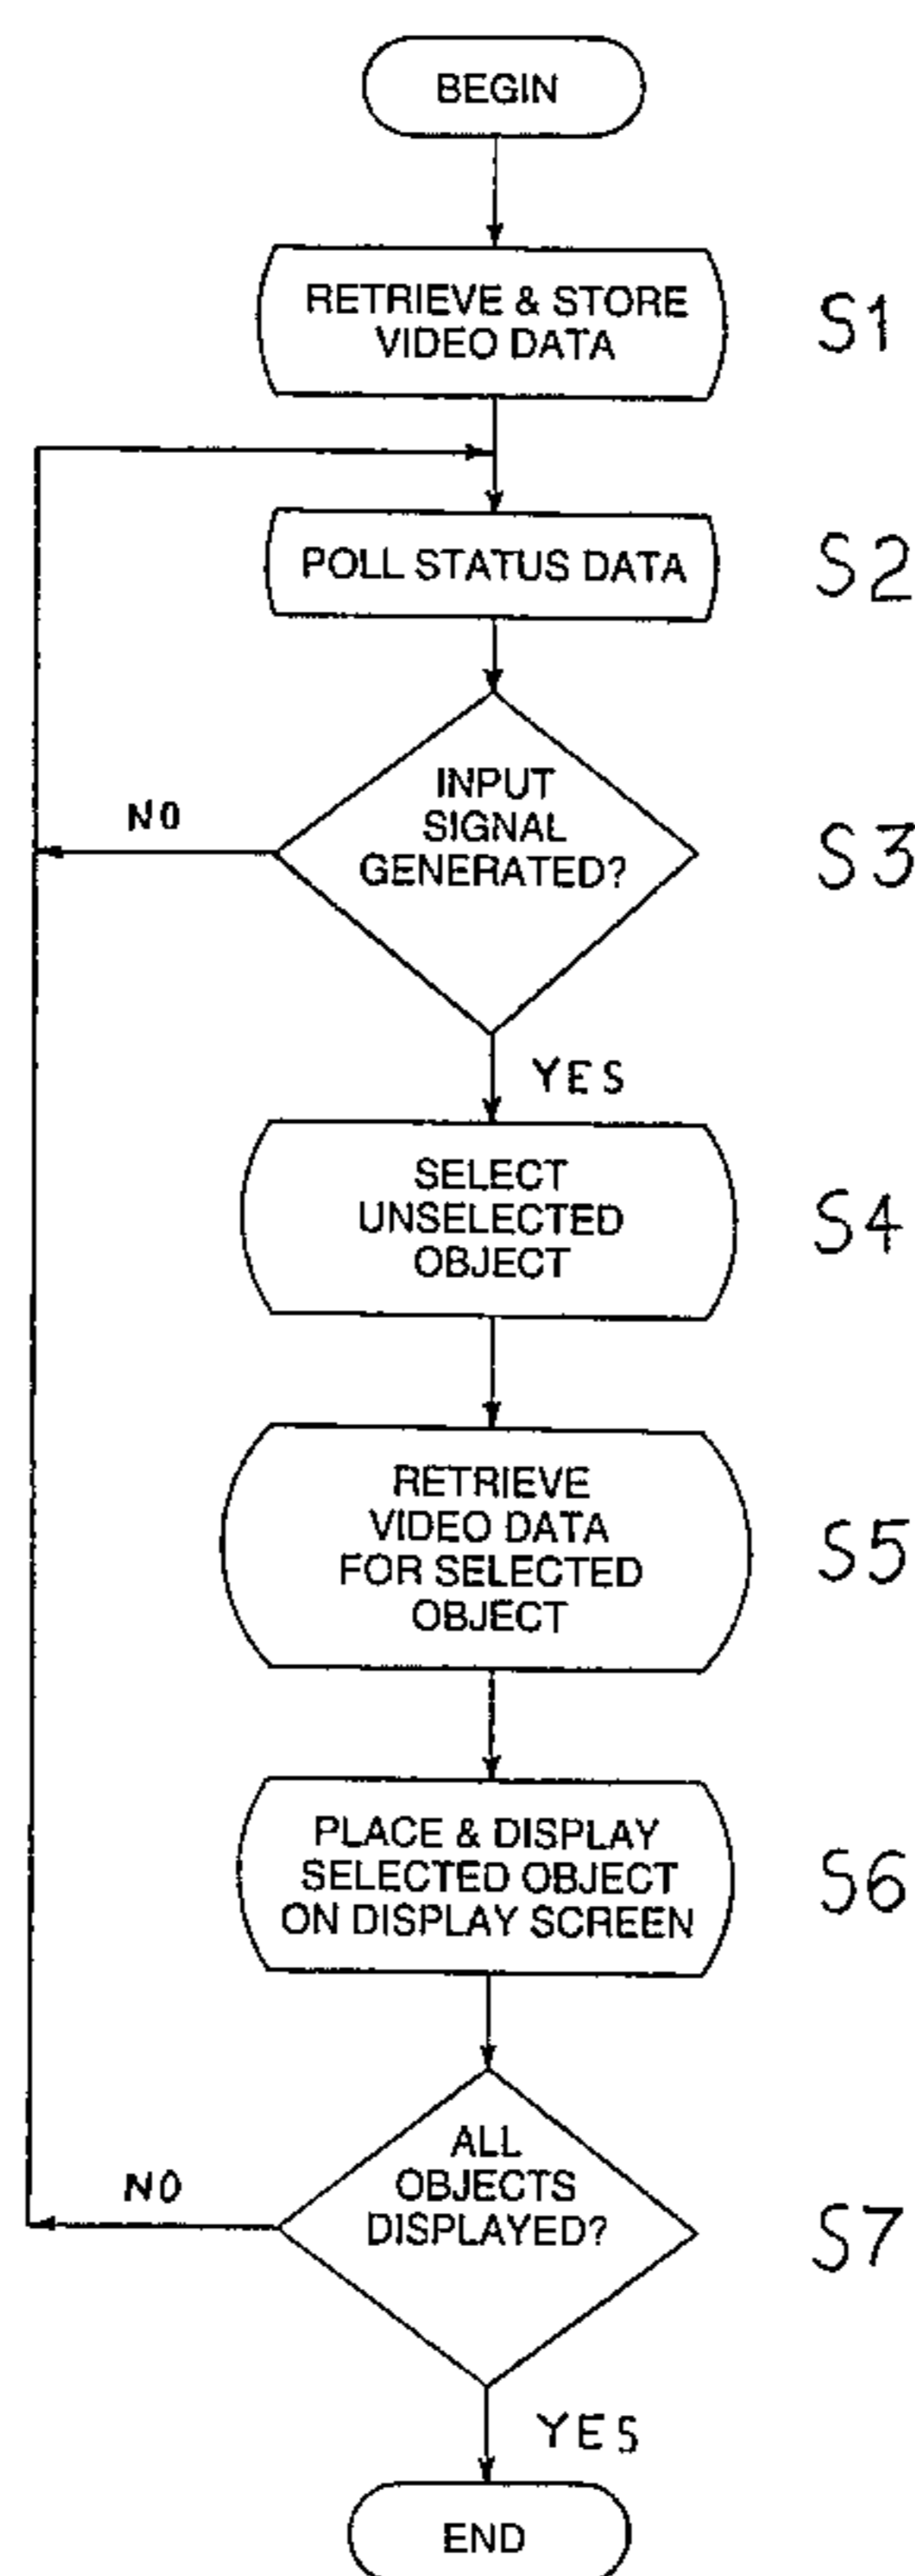 BEGIN
RETRIEVE & STORE
VIDEO DATA
S1
POLL STATUS DATA
S2
INPUT
SIGNAL
GENERATED?
S3
NO
YES
SELECT
UNSELECTED
OBJECT
S4
RETRIEVE
VIDEO DATA
FOR SELECTED
OBJECT
S5
PLACE & DISPLAY
SELECTED OBJECT
ON DISPLAY SCREEN
S6
ALL
OBJECTS
DISPLAYED?
S7
NO
YES
END